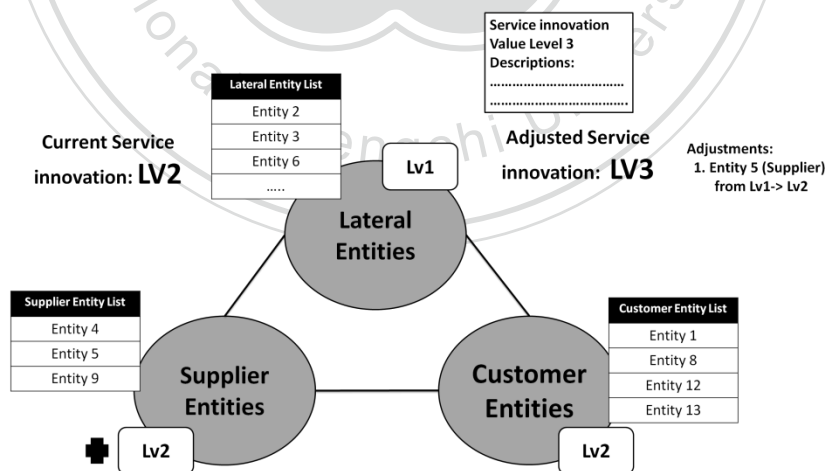 Service innovation
Value Level 3
Descriptions:
.......................................
.......................................
Lateral Entity List
Entity 2
Entity 3
Entity 6
.....
Current Service
innovation: LV2
Adjusted Service
innovation: LV3
Adjustments:
1. Entity 5 (Supplier)
from Lv1-> Lv2
Lv1
Lateral
Entities
Supplier Entity List
Entity 4
Entity 5
Entity 9
Customer Entity List
Entity 1
Entity 8
Entity 12
Entity 13
Supplier
Entities
Customer
Entities
Lv2
Lv2